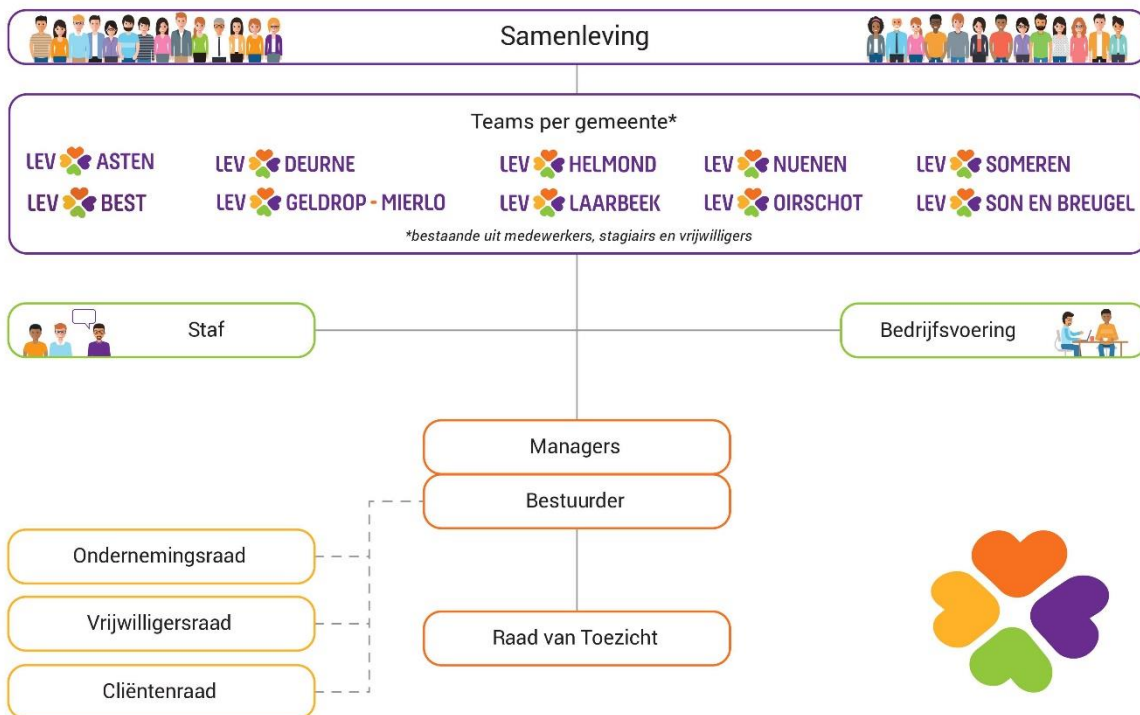 Samenleving
Teams per gemeente*
LEV ASTEN
LEV DEURNE
LEV HELMOND
LEV NUENEN
LEV SOMEREN
LEV BEST
LEV GELDROP - MIERLO
LEV LAARBEEK
LEV OIRSCHOT
LEV SON EN BREUGEL
*bestaande uit medewerkers, stagiairs en vrijwilligers
Staf
Bedrijfsvoering
Managers
Bestuurder
Ondernemingsraad
Vrijwilligersraad
Raad van Toezicht
Cliëntenraad